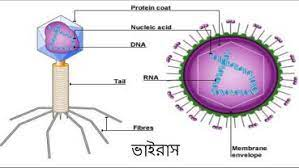 Protein coat
Nucleic acid
DNA
Tail
RNA
Fibres
ভাইরাস
Membrane
envelope